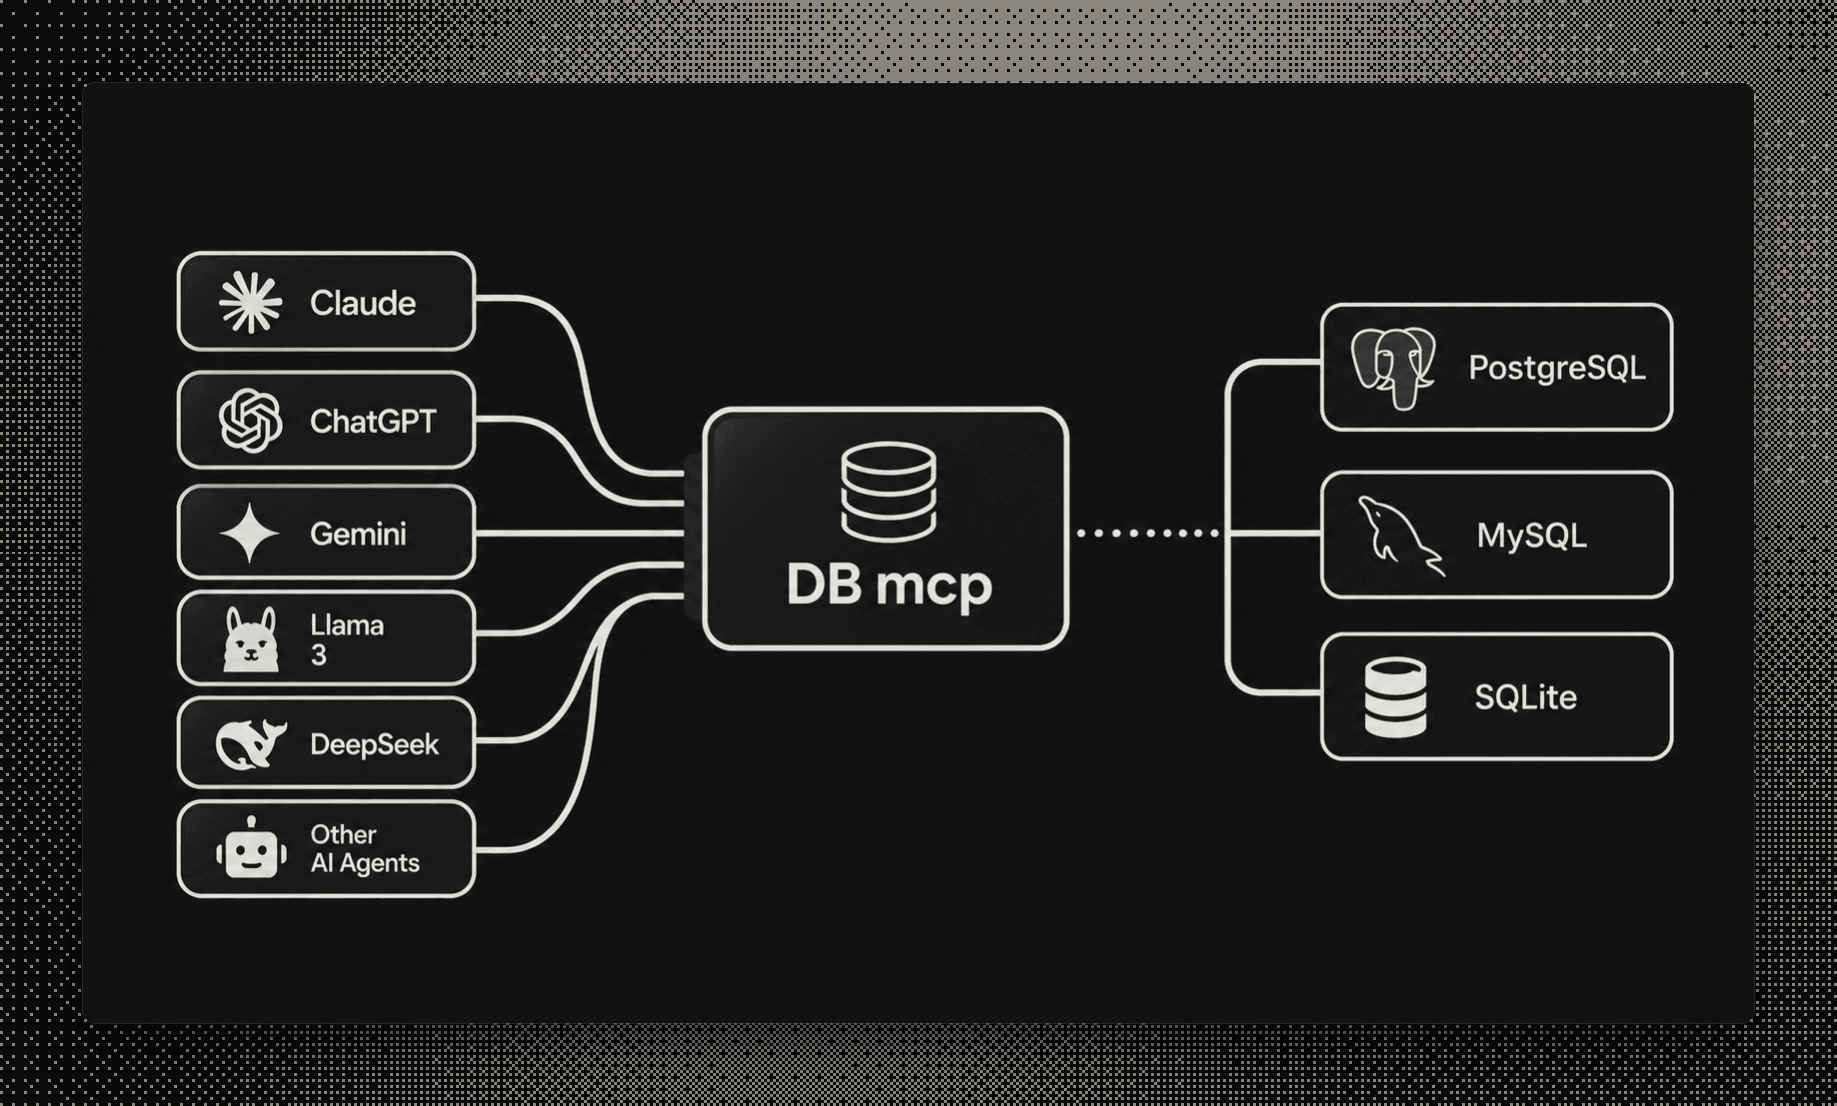 Claude
ChatGPT
Gemini
Llama
3
DeepSeek
Other
AI Agents
DB mcp
PostgreSQL
MySQL
SQLite